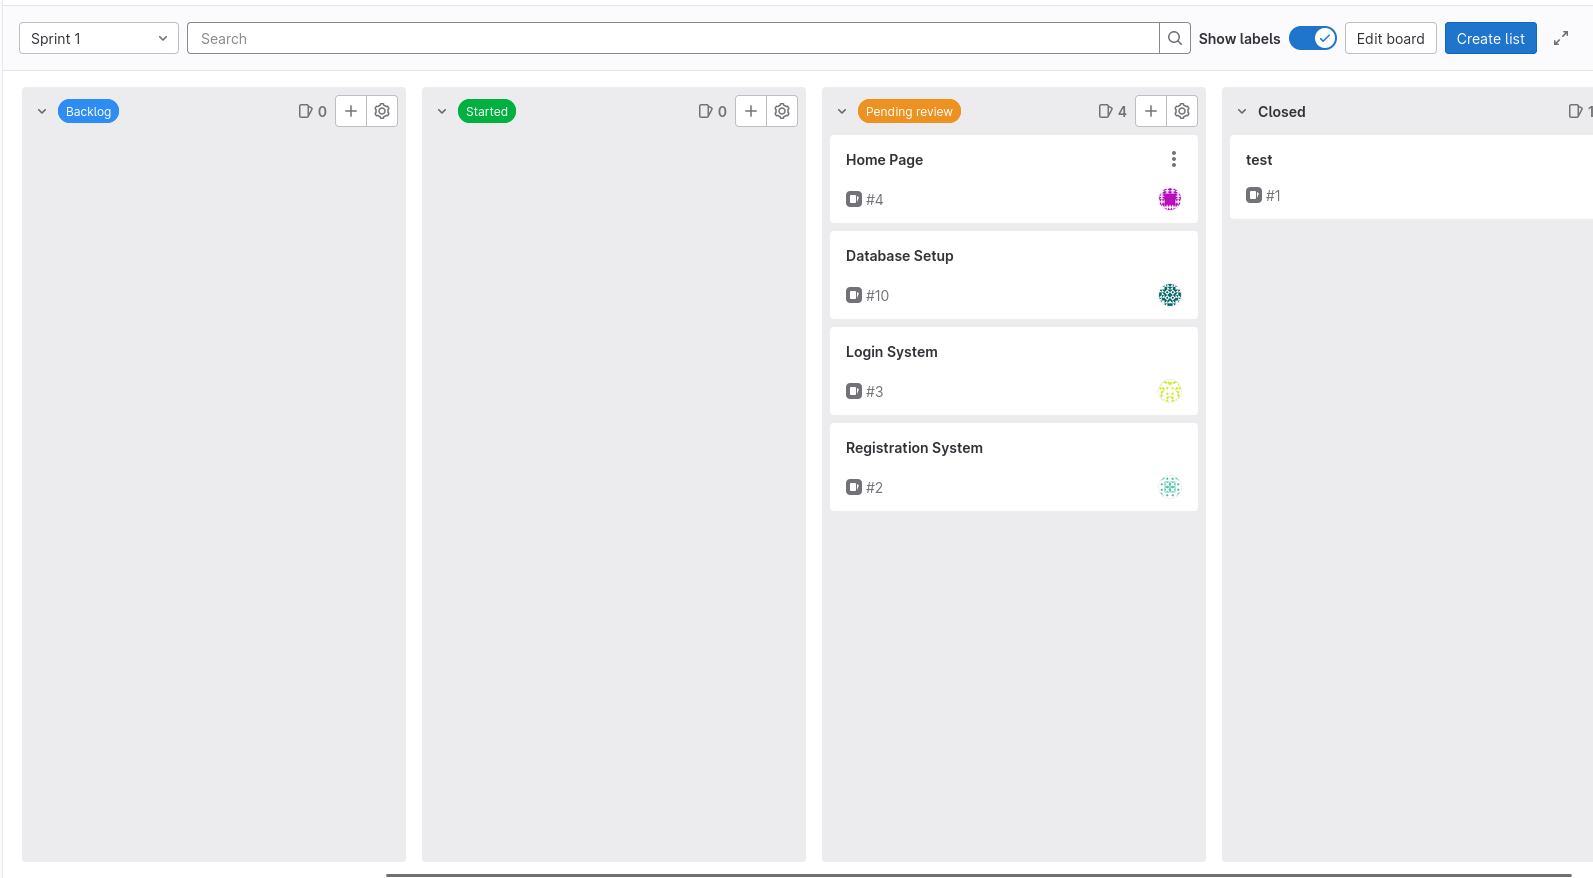 Sprint 1
Search
Show labels
Edit board
Create list
Backlog
0
Started
0
Pending review
4
Home Page
#4
Database Setup
#10
Login System
#3
Registration System
#2
Closed
1
test
#1